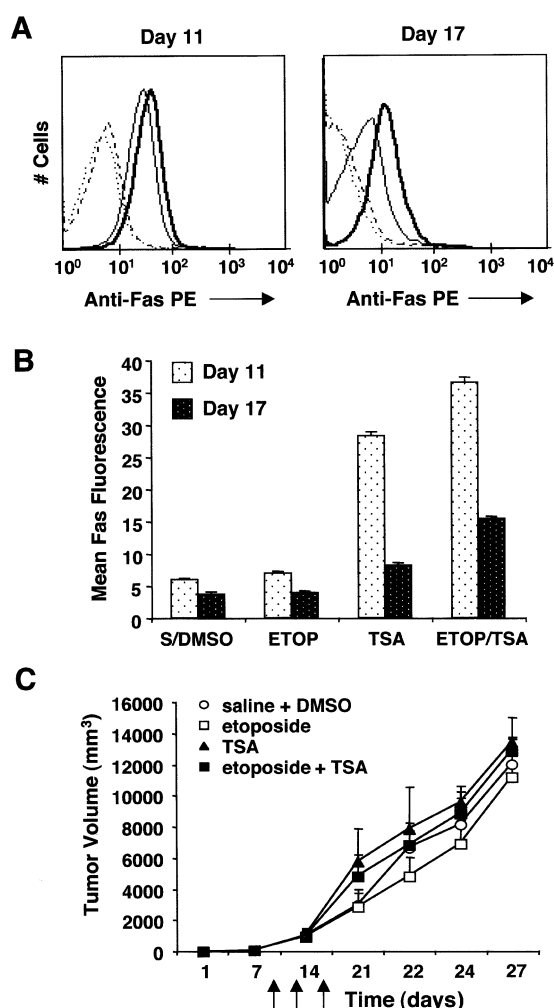 A
Day 11
Day 17
# Cells
10⁰ 10¹ 10² 10³ 10⁴
10⁰ 10¹ 10² 10³ 10⁴
Anti-Fas PE
Anti-Fas PE
B
Mean Fas Fluorescence
40
35
30
25
20
15
10
5
0
Day 11
Day 17
S/DMSO ETOP TSA ETOP/TSA
C
Tumor Volume (mm³)
16000
14000
12000
10000
8000
6000
4000
2000
0
saline + DMSO
etoposide
TSA
etoposide + TSA
1 7 14 21 22 24 27
Time (days)